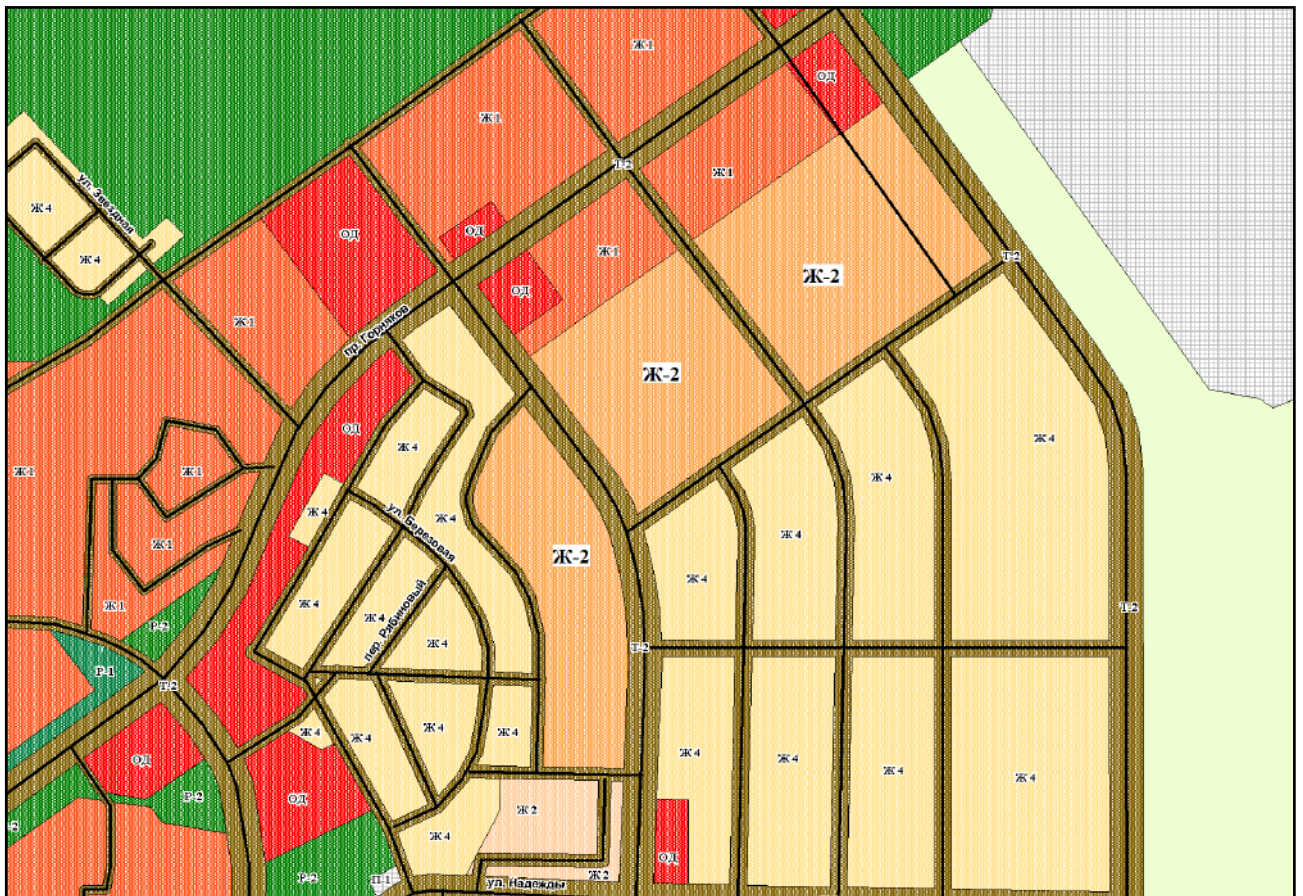 Ж 1
ОД
Ж 1
Т-2
Ж 1
ул. Звездная
Ж 4
ОД
ОД
Ж 1
Ж 4
Т-2
Ж-2
ОД
Ж 1
пр. Горняков
Ж-2
ОД
Ж 4
Ж 4
Ж 1
Ж 1
Ж 4
Ж 4
Ж 4
ул. Березовая
Ж 4
Ж 1
Ж-2
Ж 4
Ж 1
Ж 4
Ж 4
пер. Рябиновый
Т-2
Р-2
Ж 4
Т-2
Р-1
Т-2
Ж 4
Ж 4
Ж 4
Ж 4
Ж 4
ОД
Ж 4
Ж 4
Ж 4
Р-2
ОД
Ж 2
-2
Ж 4
ОД
Ж 2
Р-2
П-1
ул. Надежды